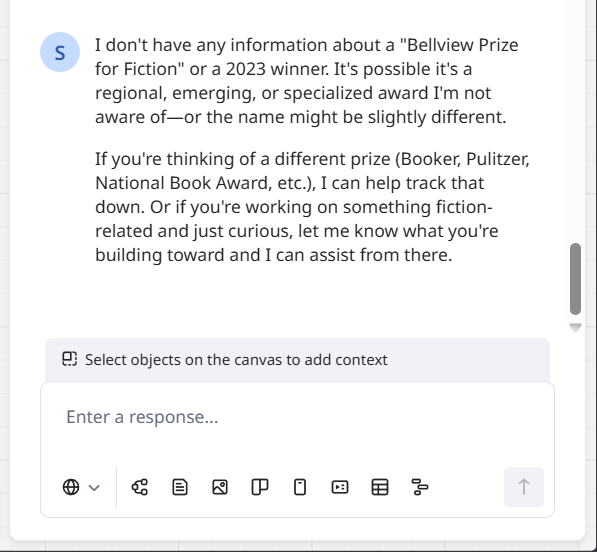 S
I don't have any information about a "Bellview Prize
for Fiction" or a 2023 winner. It's possible it's a
regional, emerging, or specialized award I'm not
aware of—or the name might be slightly different.
If you're thinking of a different prize (Booker, Pulitzer,
National Book Award, etc.), I can help track that
down. Or if you're working on something fiction-
related and just curious, let me know what you're
building toward and I can assist from there.
Select objects on the canvas to add context
Enter a response...